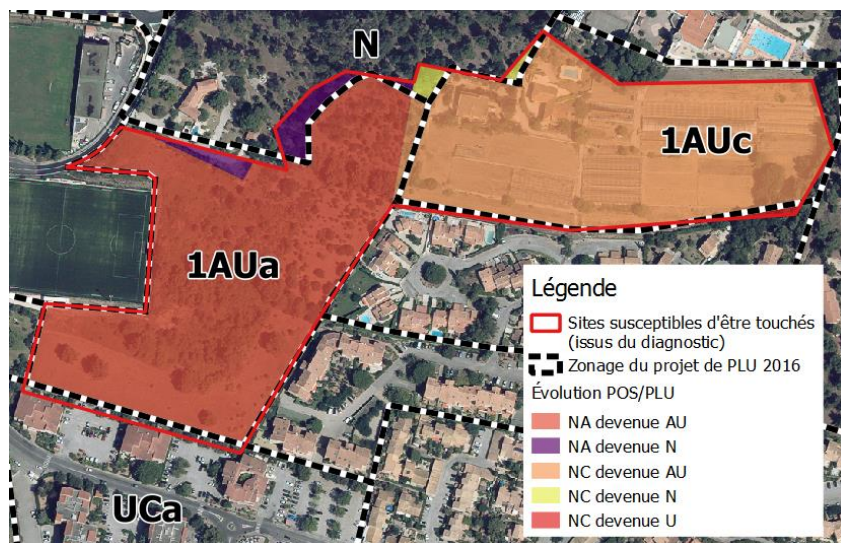 N
1AUc
1AUa
UCa
Légende
Sites susceptibles d'être touchés
(issus du diagnostic)
Zonage du projet de PLU 2016
Évolution POS/PLU
NA devenue AU
NA devenue N
NC devenue AU
NC devenue N
NC devenue U